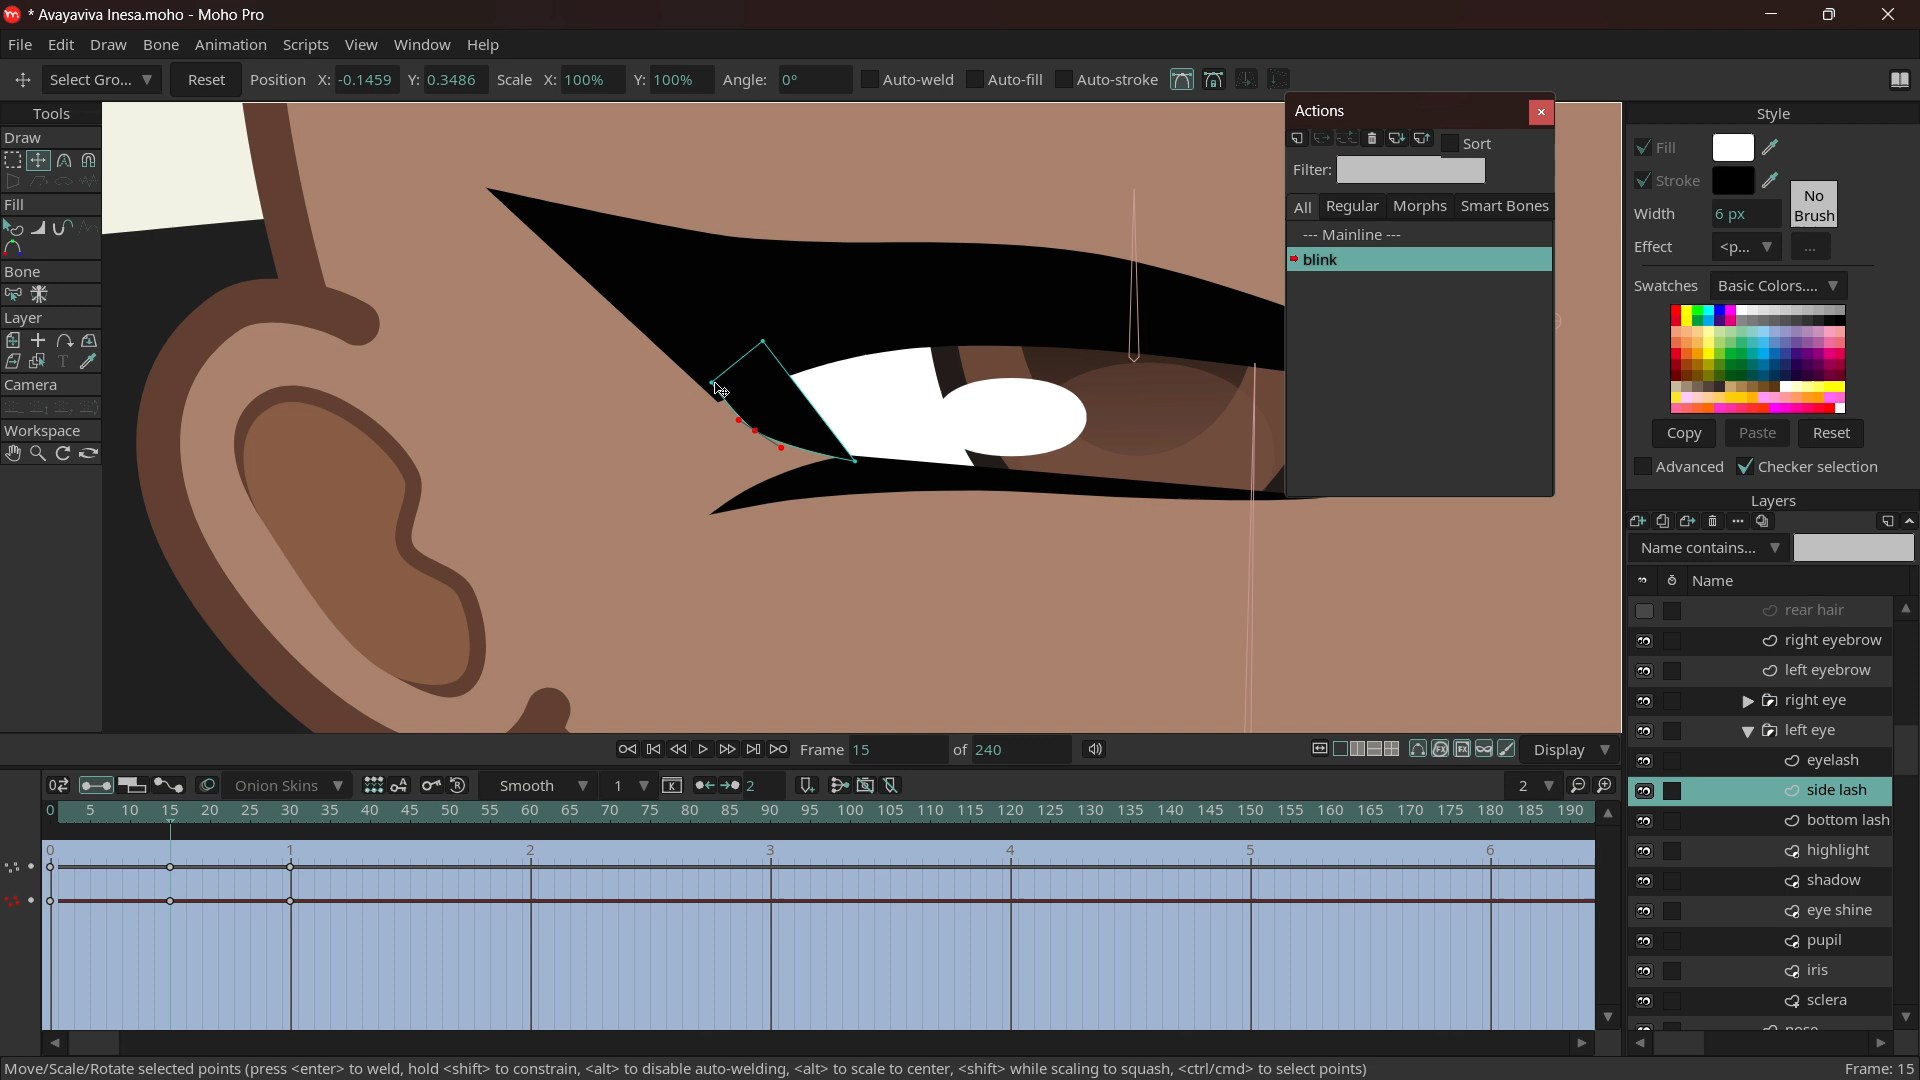 * Avayaviva Inesa.moho - Moho Pro
File Edit Draw Bone Animation Scripts View Window Help
Select Gro... Reset Position X: -0.1459 Y: 0.3486 Scale X: 100% Y: 100% Angle: 0° Auto-weld Auto-fill Auto-stroke
Tools
Draw
Fill
Bone
Layer
Camera
Workspace
Actions
Sort
Filter:
All Regular Morphs Smart Bones
--- Mainline ---
blink
Style
Fill
Stroke
No Brush
Width 6 px
Effect <p... ...
Swatches Basic Colors....
Copy Paste Reset
Advanced Checker selection
Layers
Name contains...
Name
rear hair
right eyebrow
left eyebrow
right eye
left eye
eyelash
side lash
bottom lash
highlight
shadow
eye shine
pupil
iris
sclera
Frame 15 of 240 Display
Onion Skins Smooth 1 2 2
0 5 10 15 20 25 30 35 40 45 50 55 60 65 70 75 80 85 90 95 100 105 110 115 120 125 130 135 140 145 150 155 160 165 170 175 180 185 190
0 1 2 3 4 5 6
Move/Scale/Rotate selected points (press <enter> to weld, hold <shift> to constrain, <alt> to disable auto-welding, <alt> to scale to center, <shift> while scaling to squash, <ctrl/cmd> to select points) Frame: 15